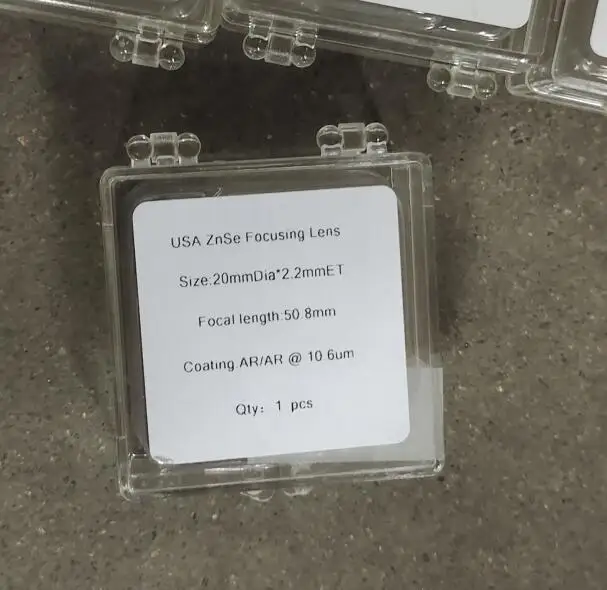 USA ZnSe Focusing Lens
Size:20mmDia*2.2mmET
Focal length:50.8mm
Coating:AR/AR @ 10.6um
Qty: 1 pcs